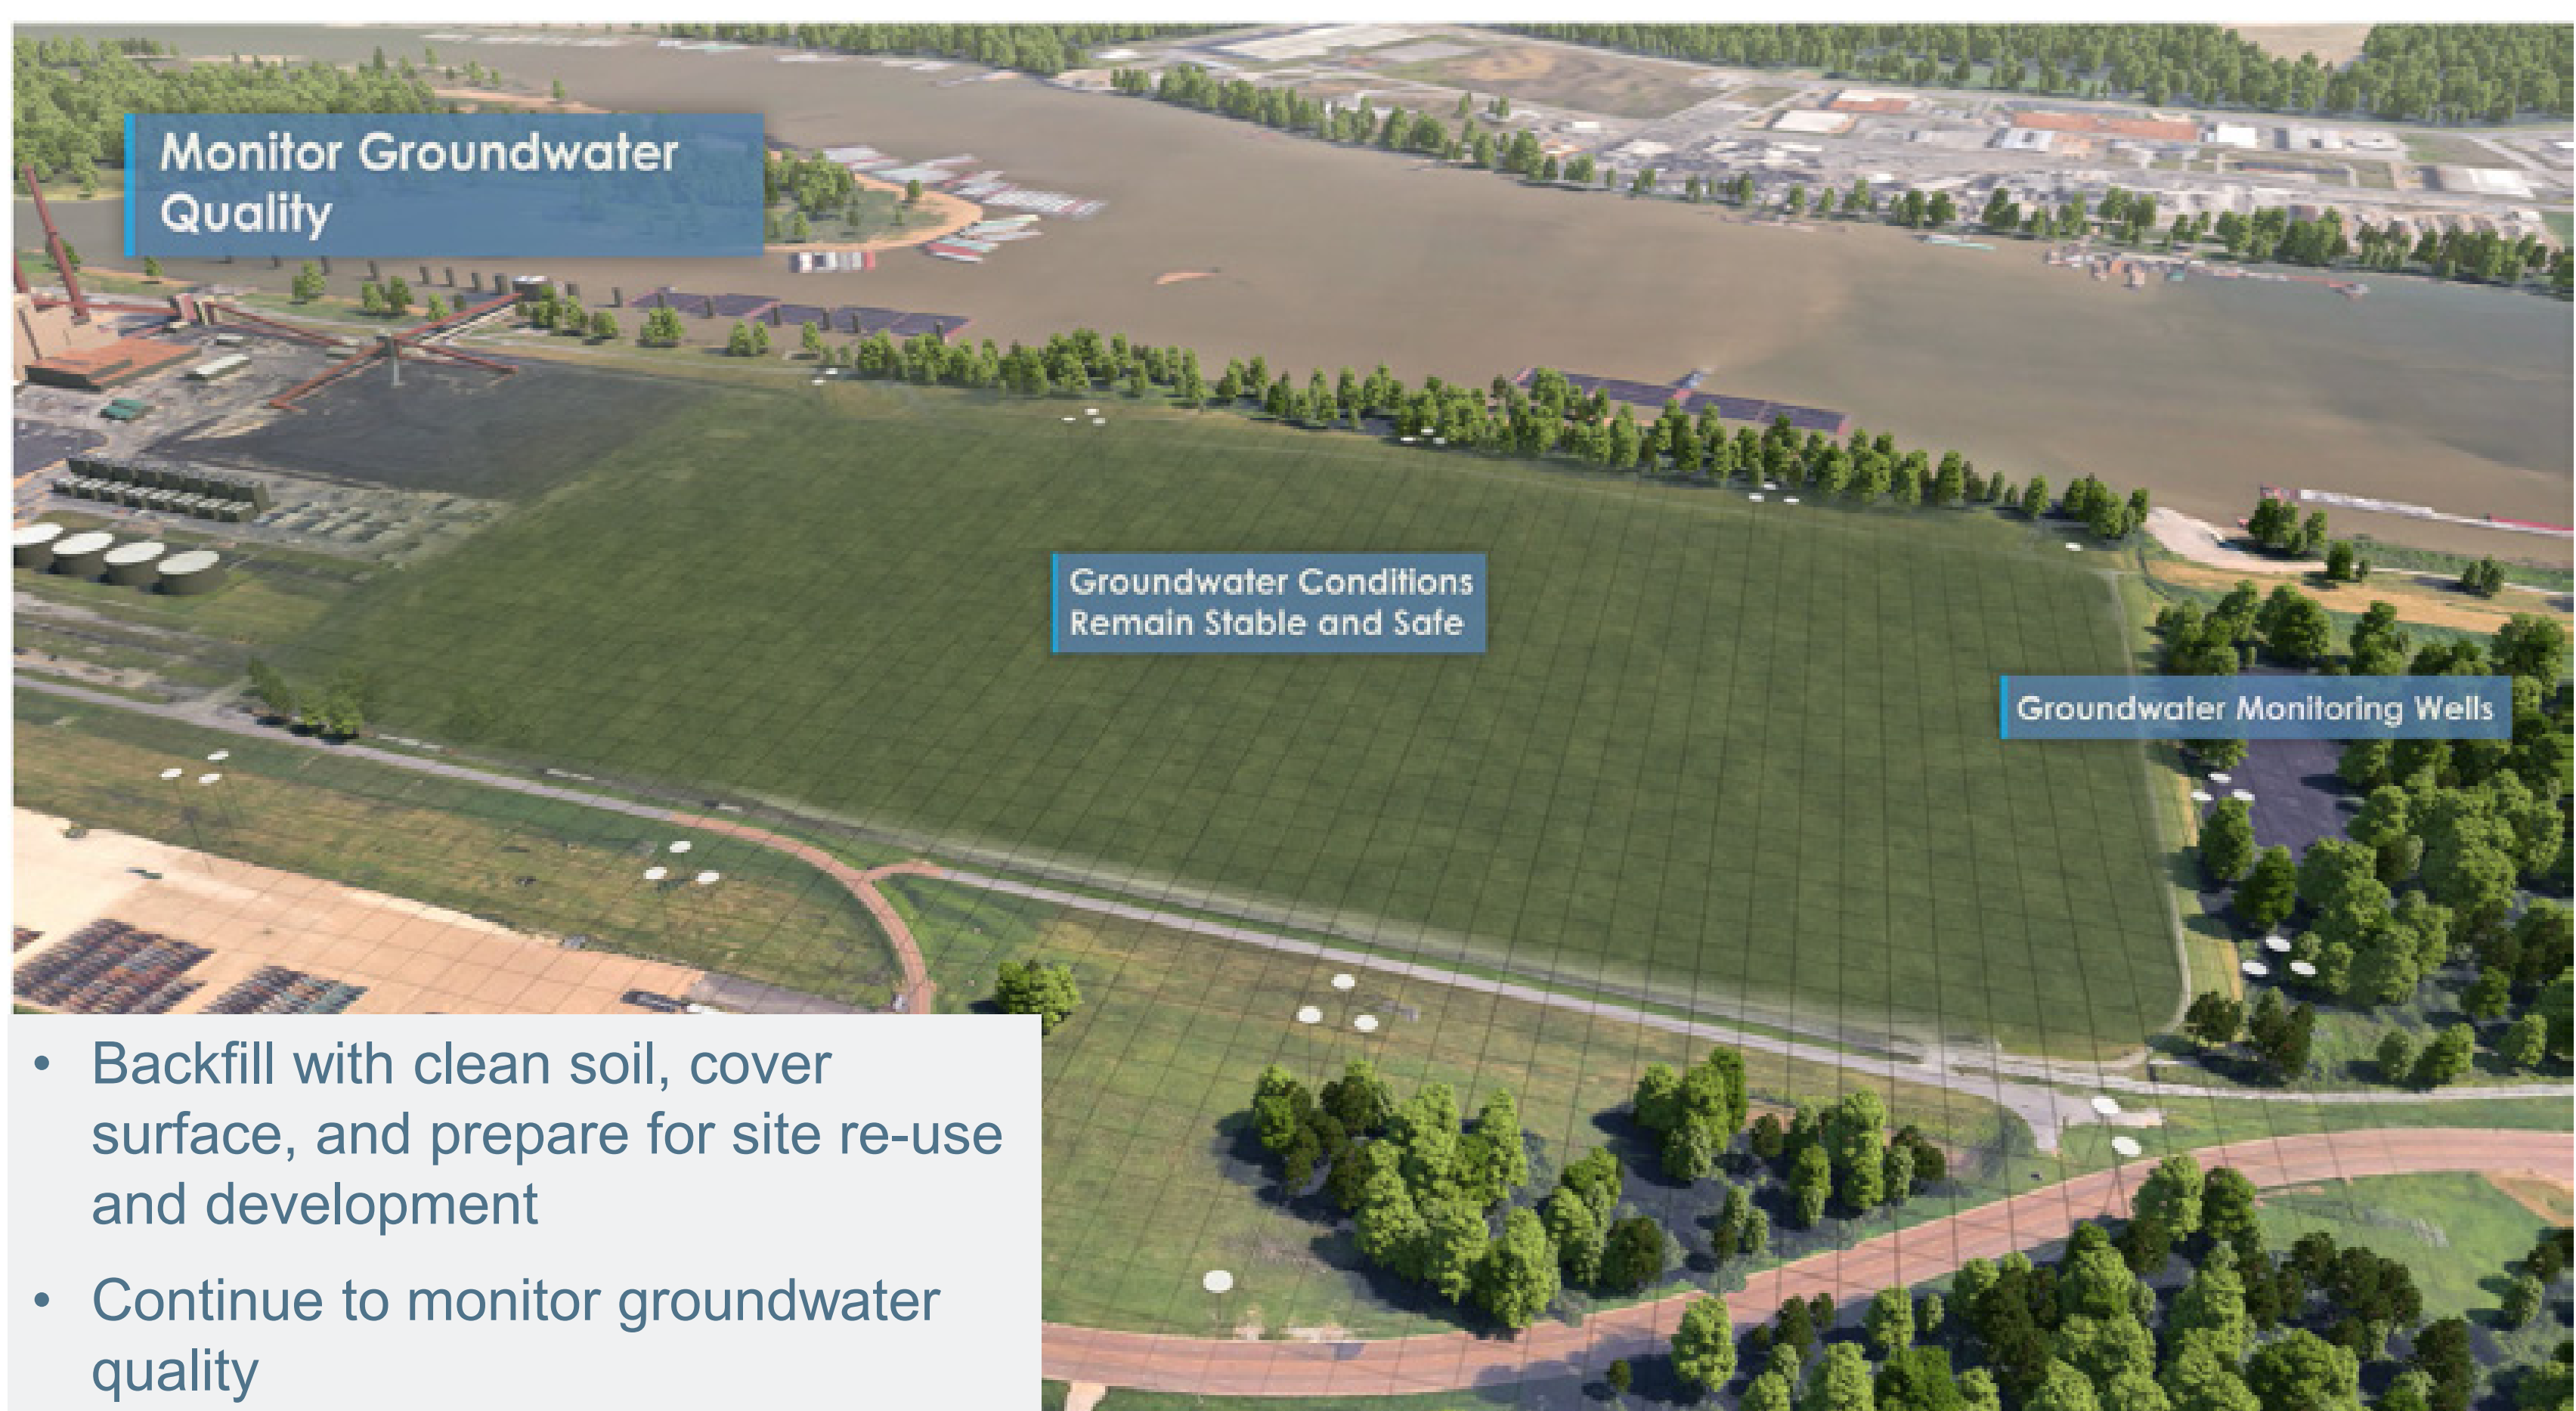 Monitor Groundwater
Quality
Groundwater Conditions
Remain Stable and Safe
Groundwater Monitoring Wells
• Backfill with clean soil, cover
surface, and prepare for site re-use
and development
• Continue to monitor groundwater
quality